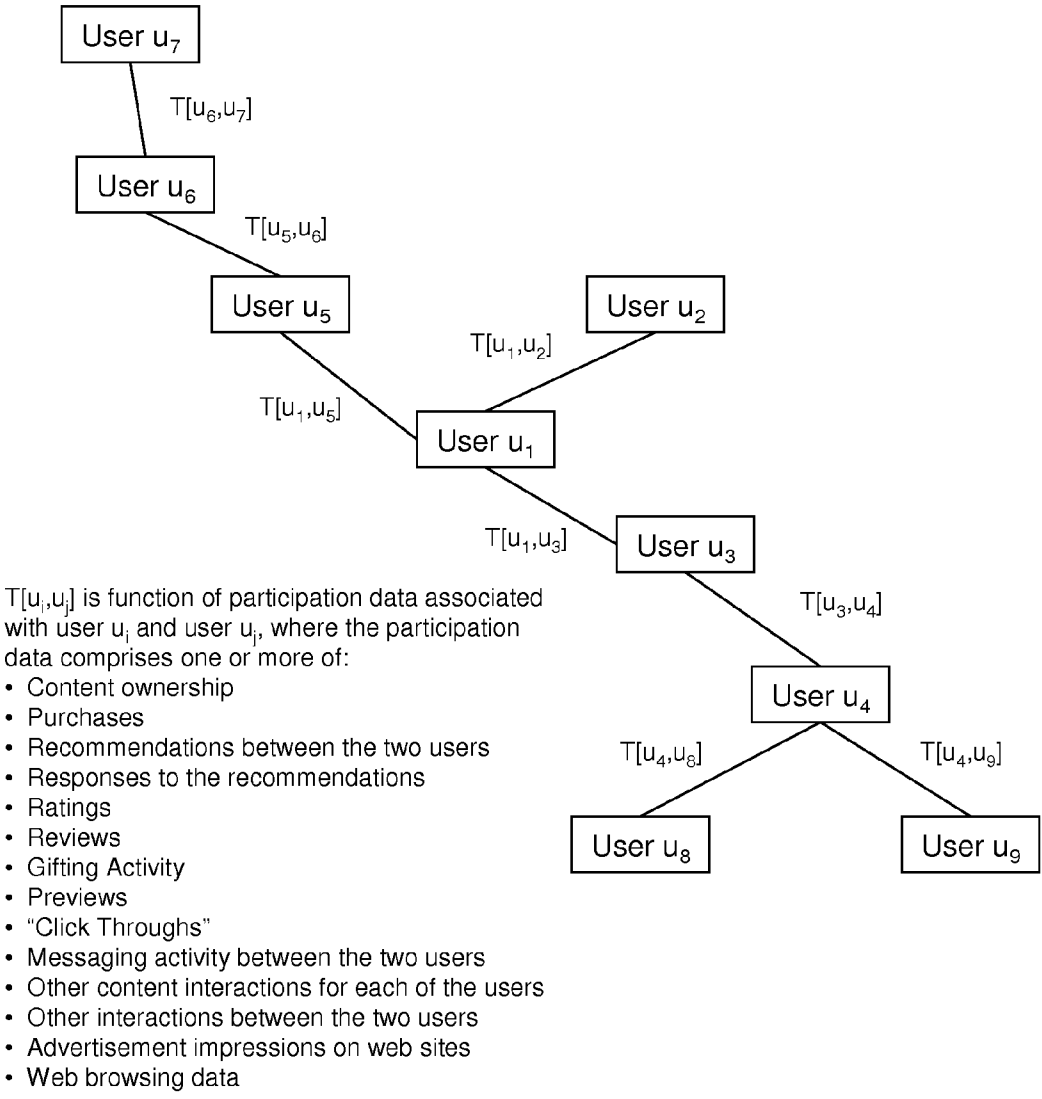 User u₇
T[u₆,u₇]
User u₆
T[u₅,u₆]
User u₅
User u₂
T[u₁,u₂]
T[u₁,u₅]
User u₁
T[u₁,u₃]
User u₃
T[u₃,u₄]
User u₄
T[u₄,u₈]
T[u₄,u₉]
User u₈
User u₉
T[uᵢ,uⱼ] is function of participation data associated
with user uᵢ and user uⱼ, where the participation
data comprises one or more of:
• Content ownership
• Purchases
• Recommendations between the two users
• Responses to the recommendations
• Ratings
• Reviews
• Gifting Activity
• Previews
• “Click Throughs”
• Messaging activity between the two users
• Other content interactions for each of the users
• Other interactions between the two users
• Advertisement impressions on web sites
• Web browsing data